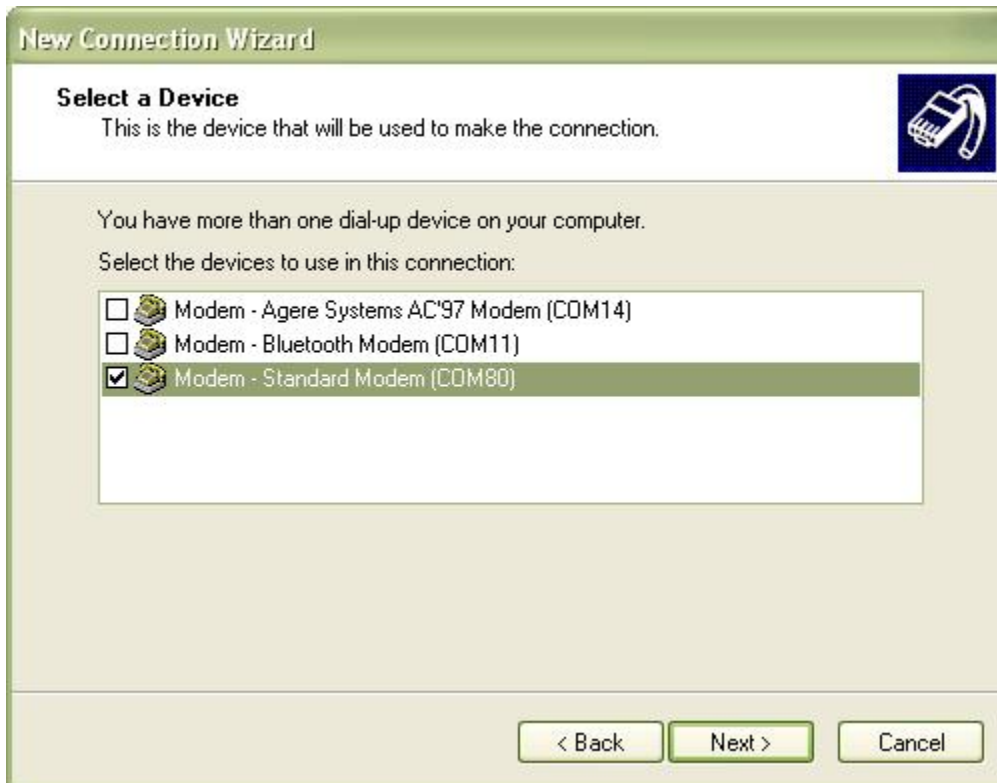 New Connection Wizard
Select a Device
This is the device that will be used to make the connection.
You have more than one dial-up device on your computer.
Select the devices to use in this connection:
Modem - Agere Systems AC'97 Modem (COM14)
Modem - Bluetooth Modem (COM11)
Modem - Standard Modem (COM80)
< Back Next > Cancel